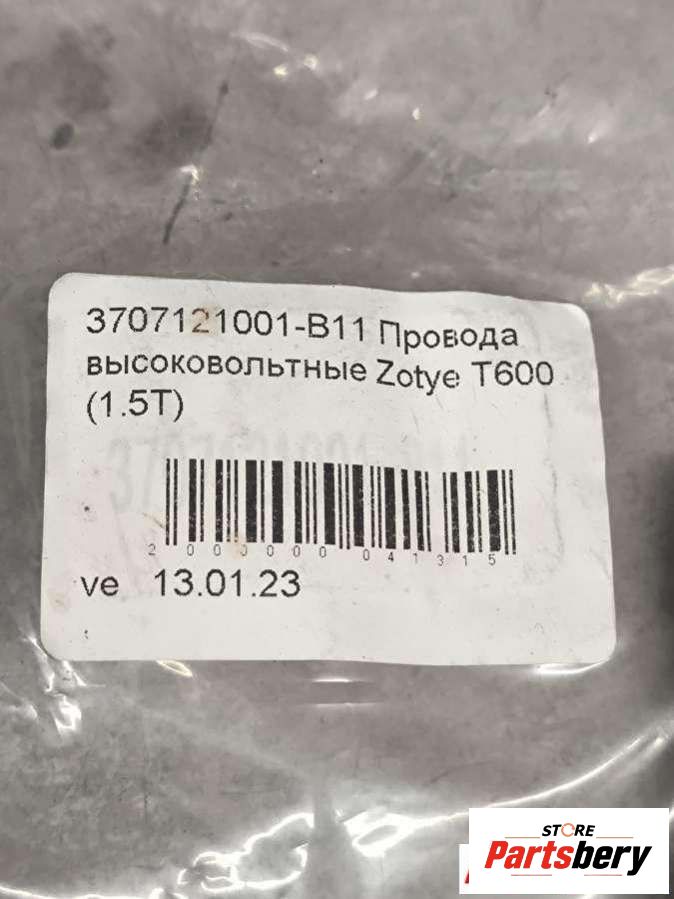 3707121001-B11 Провода
высоковольтные Zotye T600
(1.5T)
2 000000 041315
ve 13.01.23
STORE
Partsbery